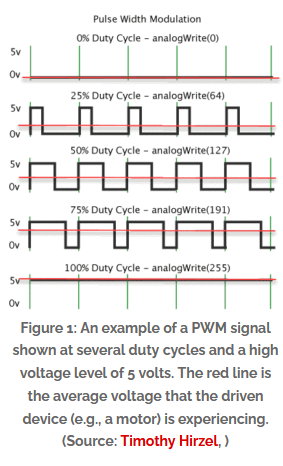 Pulse Width Modulation
0% Duty Cycle – analogWrite(0)
5v
0v
25% Duty Cycle – analogWrite(64)
5v
0v
50% Duty Cycle – analogWrite(127)
5v
0v
75% Duty Cycle – analogWrite(191)
5v
0v
100% Duty Cycle – analogWrite(255)
5v
0v
Figure 1: An example of a PWM signal
shown at several duty cycles and a high
voltage level of 5 volts. The red line is
the average voltage that the driven
device (e.g., a motor) is experiencing.
(Source: Timothy Hirzel, )